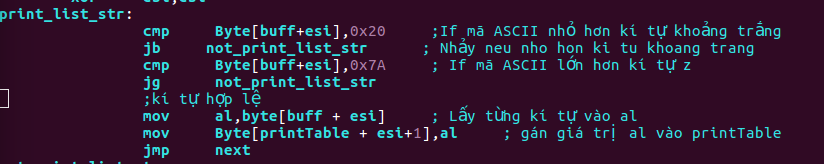 print_list_str:
cmp Byte[buff+esi],0x20 ;If mã ASCII nhỏ hơn kí tự khoảng trắng
jb not_print_list_str ; Nhảy neu nho hon ki tu khoang trang
cmp Byte[buff+esi],0x7A ; If mã ASCII lớn hơn kí tự z
jg not_print_list_str
;kí tự hợp lệ
mov al,byte[buff + esi] ; Lấy từng kí tự vào al
mov Byte[printTable + esi+1],al ; gán giá trị al vào printTable
jmp next